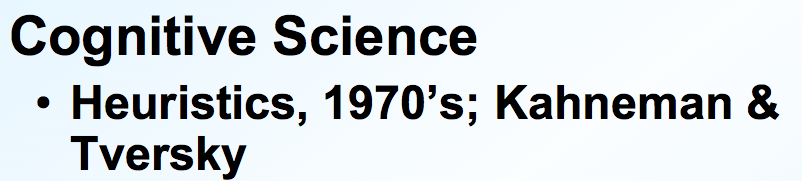 Cognitive Science
• Heuristics, 1970’s; Kahneman &
Tversky